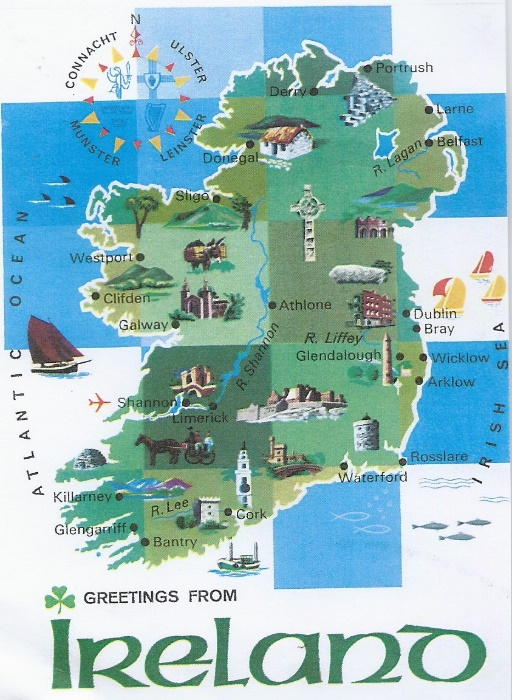 N
CONNACHT
ULSTER
MUNSTER
LEINSTER
Portrush
Derry
Larne
Belfast
R. Lagan
Donegal
Sligo
Westport
Clifden
Athlone
Galway
Dublin
Bray
R. Liffey
Glendalough
Wicklow
R. Shannon
Arklow
Shannon
Limerick
Rosslare
Waterford
Killarney
R. Lee
Cork
Glengarriff
Bantry
ATLANTIC OCEAN
IRISH SEA
GREETINGS FROM
IRELAND